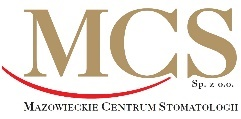 MCS
Sp. z o.o.
MAZOWIECKIE CENTRUM STOMATOLOGII